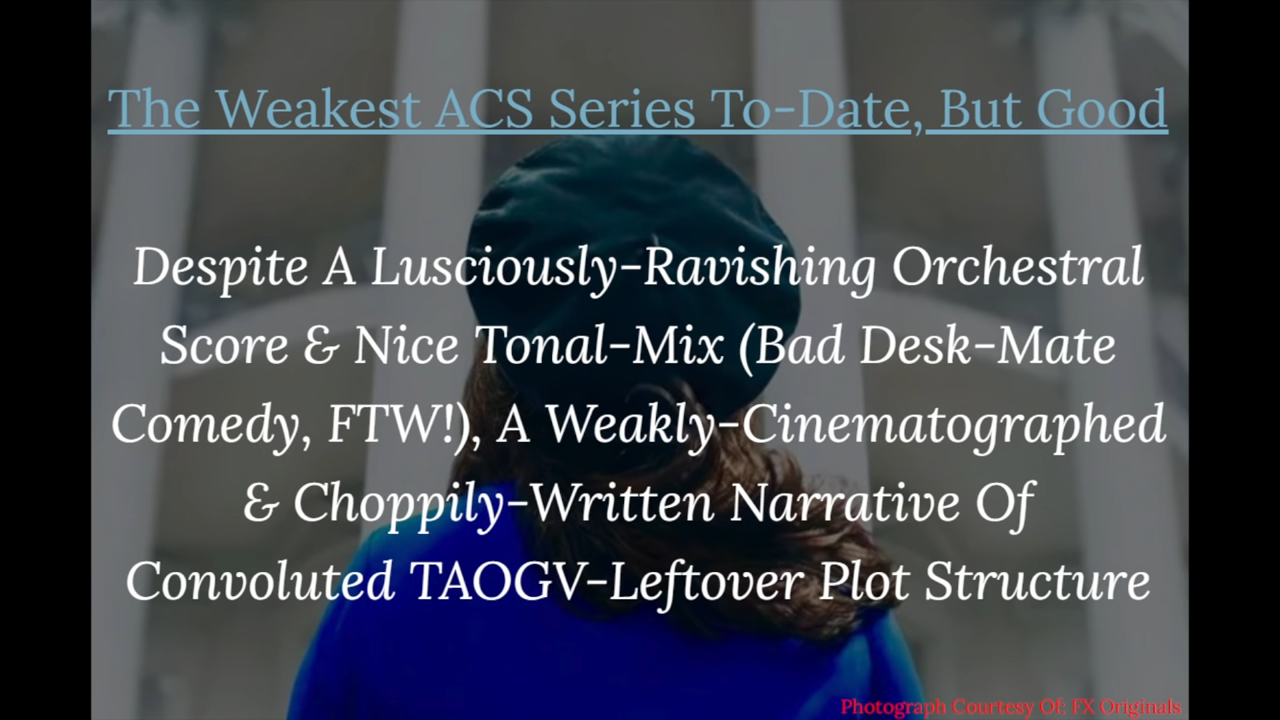 The Weakest ACS Series To-Date, But Good
Despite A Lusciously-Ravishing Orchestral
Score & Nice Tonal-Mix (Bad Desk-Mate
Comedy, FTW!), A Weakly-Cinematographed
& Choppily-Written Narrative Of
Convoluted TAOGV-Leftover Plot Structure
Photograph Courtesy Of: FX Originals